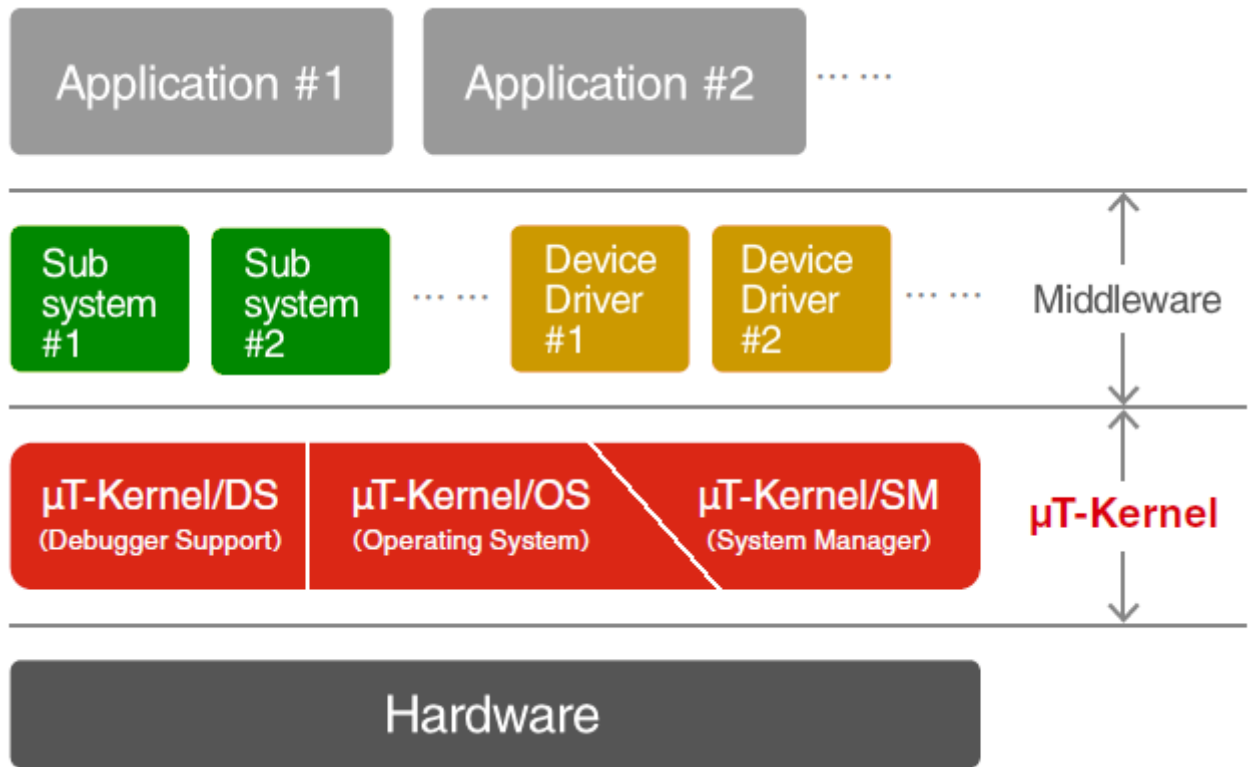 Application #1
Application #2
... ...
Sub
system
#1
Sub
system
#2
... ...
Device
Driver
#1
Device
Driver
#2
... ...
Middleware
μT-Kernel/DS
(Debugger Support)
μT-Kernel/OS
(Operating System)
μT-Kernel/SM
(System Manager)
μT-Kernel
Hardware